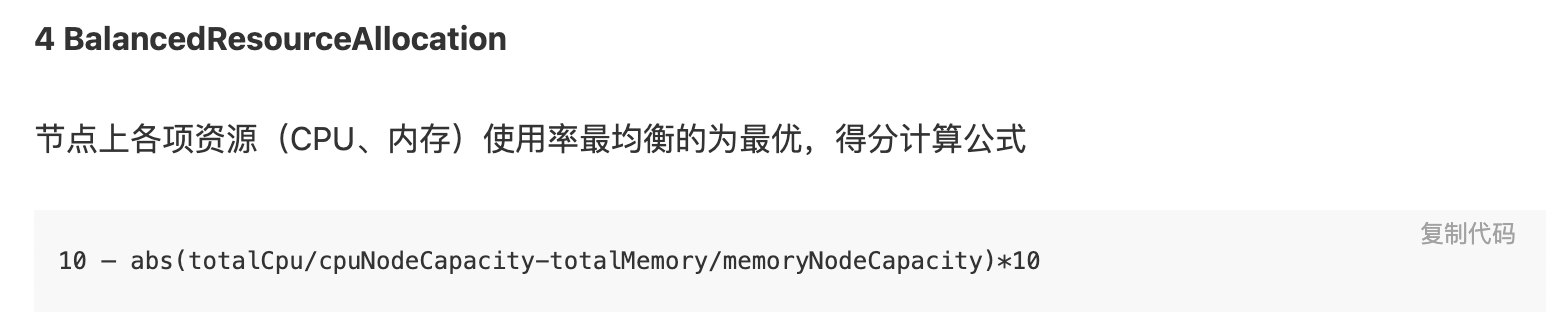 4 BalancedResourceAllocation
节点上各项资源（CPU、内存）使用率最均衡的为最优，得分计算公式
复制代码
10 — abs(totalCpu/cpuNodeCapacity-totalMemory/memoryNodeCapacity)*10